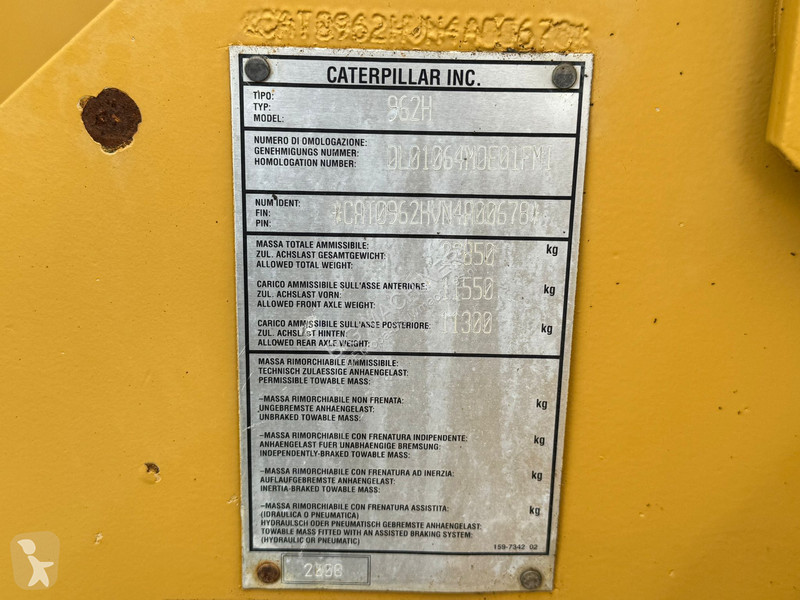 CATERPILLAR INC.
TIPO:
TYP:
MODEL: 962H
NUMERO DI OMOLOGAZIONE:
GENEHMIGUNGS NUMMER:
HOMOLOGATION NUMBER:
NUM IDENT:
FIN: *CAT0962HVN4A00678*
PIN:
MASSA TOTALE AMMISSIBILE:
ZUL. ACHSLAST GESAMTGEWICHT: kg
ALLOWED TOTAL WEIGHT:
CARICO AMMISSIBILE SULL'ASSE ANTERIORE:
ZUL. ACHSLAST VORN: 11550 kg
ALLOWED FRONT AXLE WEIGHT:
CARICO AMMISSIBILE SULL'ASSE POSTERIORE: 11300
ZUL. ACHSLAST HINTEN: kg
ALLOWED REAR AXLE WEIGHT:
MASSA RIMORCHIABILE AMMISSIBILE:
TECHNISCH ZULAESSIGE ANHAENGELAST:
PERMISSIBLE TOWABLE MASS:
–MASSA RIMORCHIABILE NON FRENATA: kg
UNGEBREMSTE ANHAENGELAST:
UNBRAKED TOWABLE MASS:
–MASSA RIMORCHIABILE CON FRENATURA INDIPENDENTE: kg
ANHAENGELAST FUER UNABHAENGIGE BREMSUNG:
INDEPENDENTLY-BRAKED TOWABLE MASS:
–MASSA RIMORCHIABILE CON FRENATURA AD INERZIA: kg
AUFLAUFGEBREMSTE ANHAENGELAST:
INERTIA-BRAKED TOWABLE MASS:
–MASSA RIMORCHIABILE CON FRENATURA ASSISTITA: kg
(IDRAULICA O PNEUMATICA)
HYDRAULISCH ODER PNEUMATISCH GEBREMSTE ANHAENGELAST:
TOWABLE MASS FITTED WITH AN ASSISTED BRAKING SYSTEM:
(HYDRAULIC OR PNEUMATIC)
159-7342 02